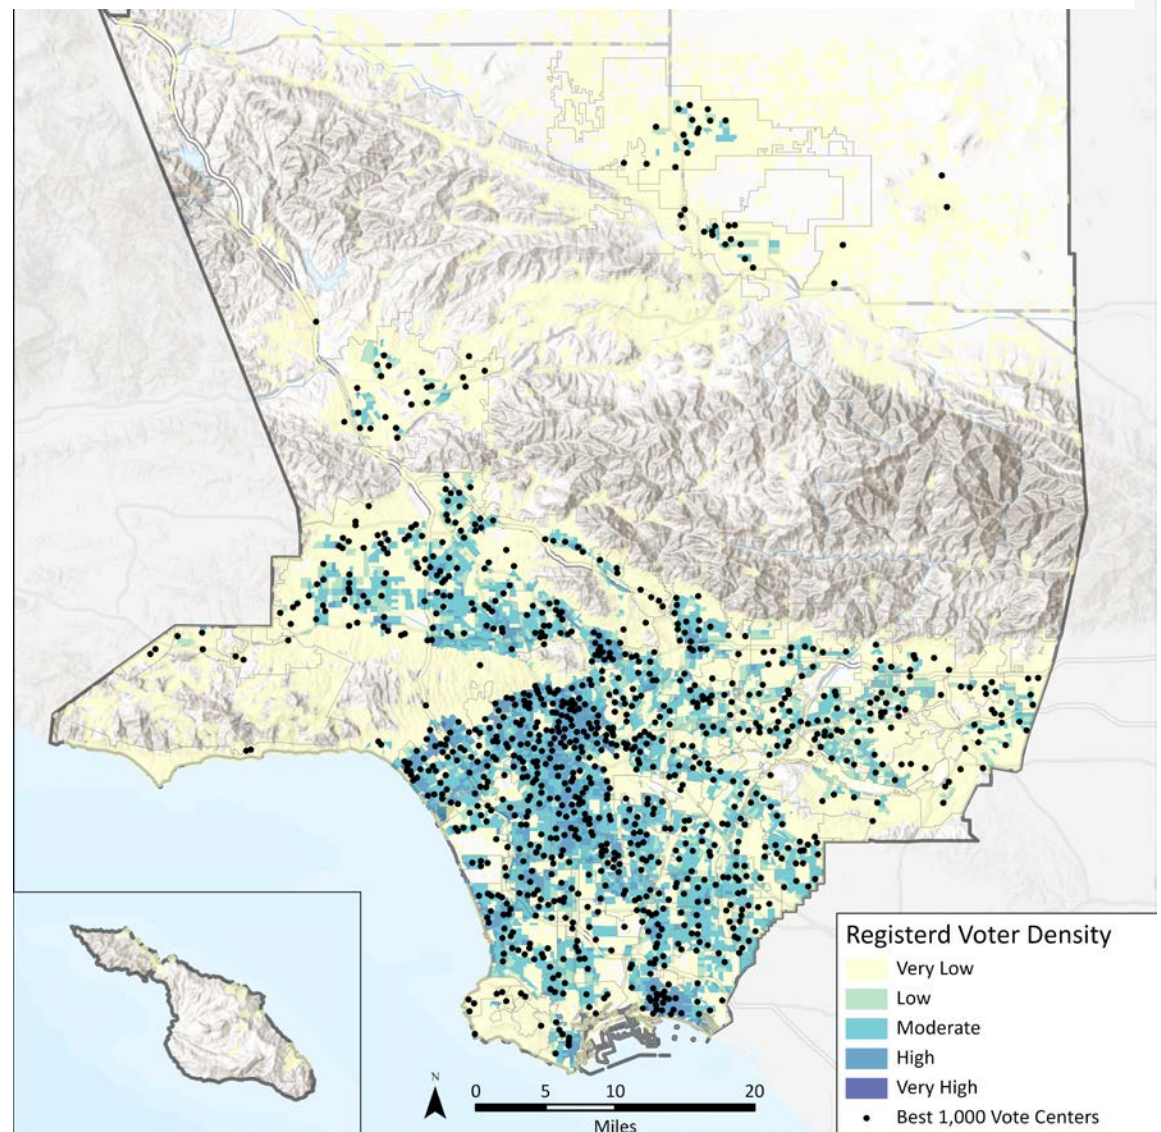 Registerd Voter Density
Very Low
Low
Moderate
High
Very High
Best 1,000 Vote Centers
N
0 5 10 20
Miles